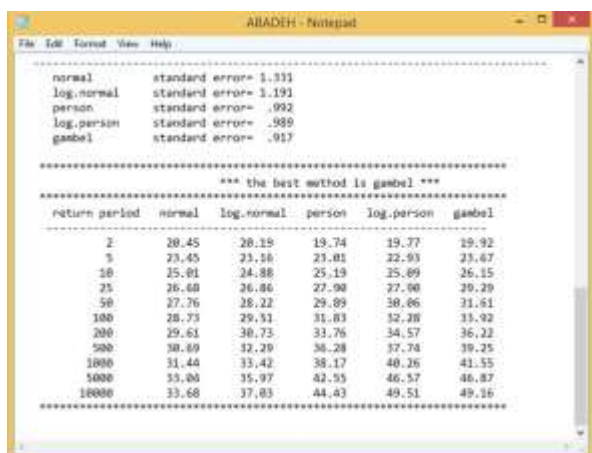 ABADEH - Notepad
File Edit Format View Help
normal standard error= 1.331
log.normal standard error= 1.191
person standard error= .992
log.person standard error= .989
gambel standard error= .917
*** the best method is gambel ***
return period normal log.normal person log.person gambel
2 20.45 20.19 19.74 19.77 19.92
5 23.45 23.16 23.01 22.93 23.67
10 25.01 24.88 25.19 25.09 26.15
25 26.68 26.86 27.90 27.90 29.29
50 27.76 28.22 29.89 30.06 31.61
100 28.73 29.51 31.83 32.28 33.92
200 29.61 30.73 33.76 34.57 36.22
500 30.69 32.29 36.28 37.74 39.25
1000 31.44 33.42 38.17 40.26 41.55
5000 33.04 35.97 42.55 46.57 46.87
10000 33.68 37.03 44.43 49.51 49.16